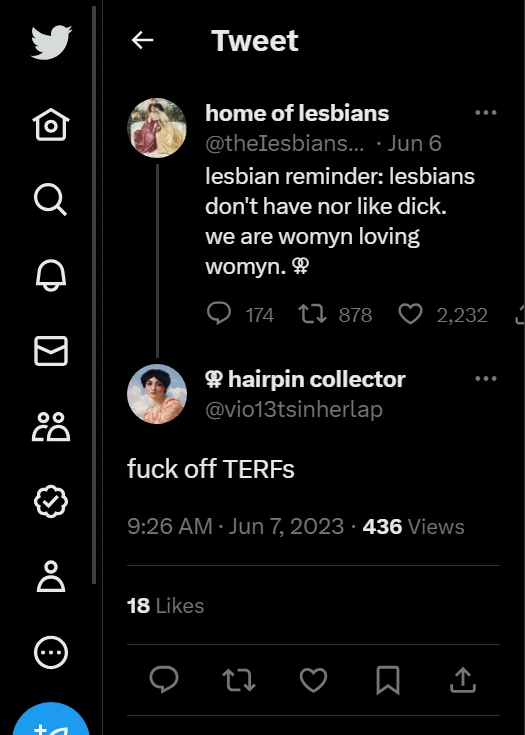 Tweet
home of lesbians
@theIesbians... · Jun 6
lesbian reminder: lesbians
don't have nor like dick.
we are womyn loving
womyn. ⚢
174 878 2,232
⚢ hairpin collector
@vio13tsinherlap
fuck off TERFs
9:26 AM · Jun 7, 2023 · 436 Views
18 Likes